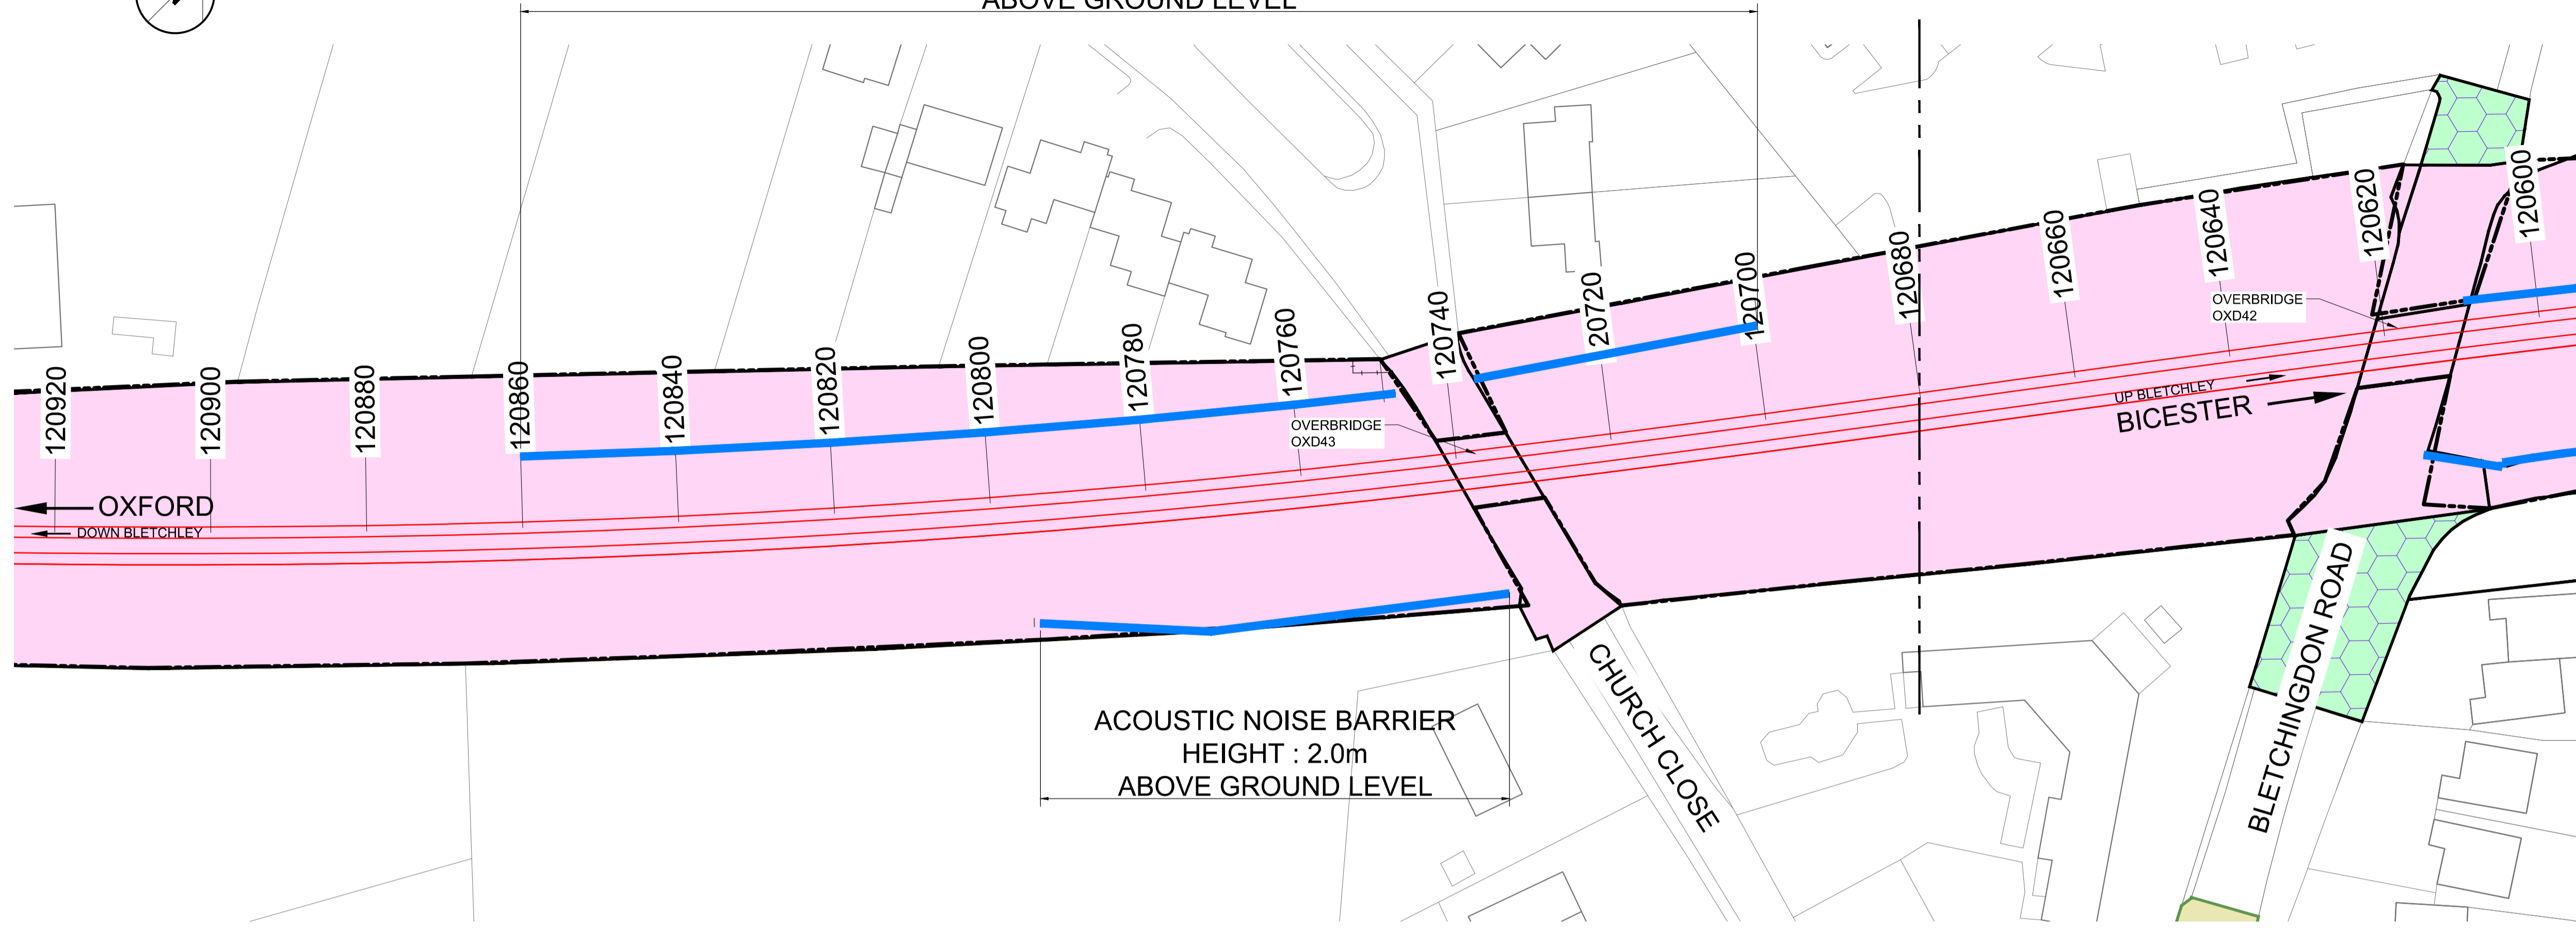 ABOVE GROUND LEVEL
120920
120900
120880
120860
120840
120820
120800
120780
120760
120740
20720
120700
120680
120660
120640
120620
120600
OVERBRIDGE
OXD42
OVERBRIDGE
OXD43
UP BLETCHLEY
BICESTER
OXFORD
DOWN BLETCHLEY
ACOUSTIC NOISE BARRIER
HEIGHT : 2.0m
ABOVE GROUND LEVEL
CHURCH CLOSE
BLETCHINGDON ROAD